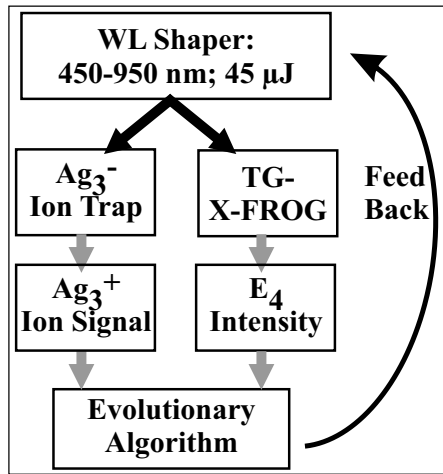 WL Shaper:
450-950 nm; 45 μJ
Ag₃⁻
Ion Trap
TG-
X-FROG
Feed
Back
Ag₃⁺
Ion Signal
E₄
Intensity
Evolutionary
Algorithm